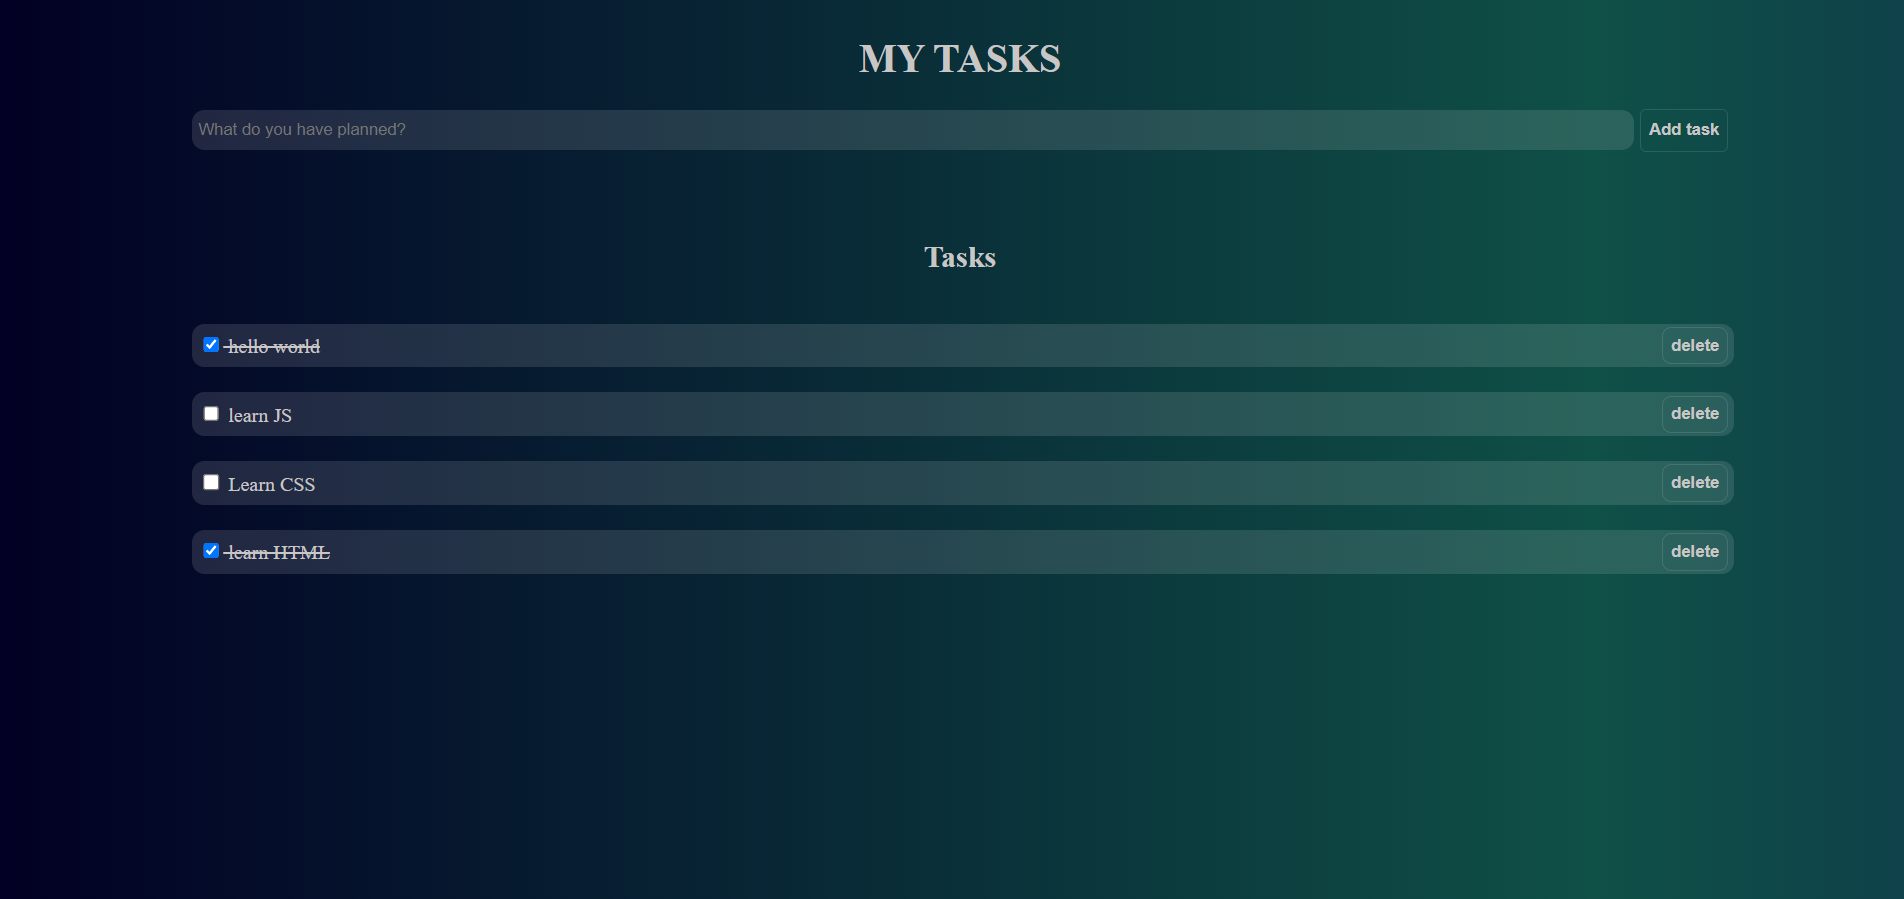 MY TASKS
What do you have planned? Add task
Tasks
hello world delete
learn JS delete
Learn CSS delete
learn HTML delete